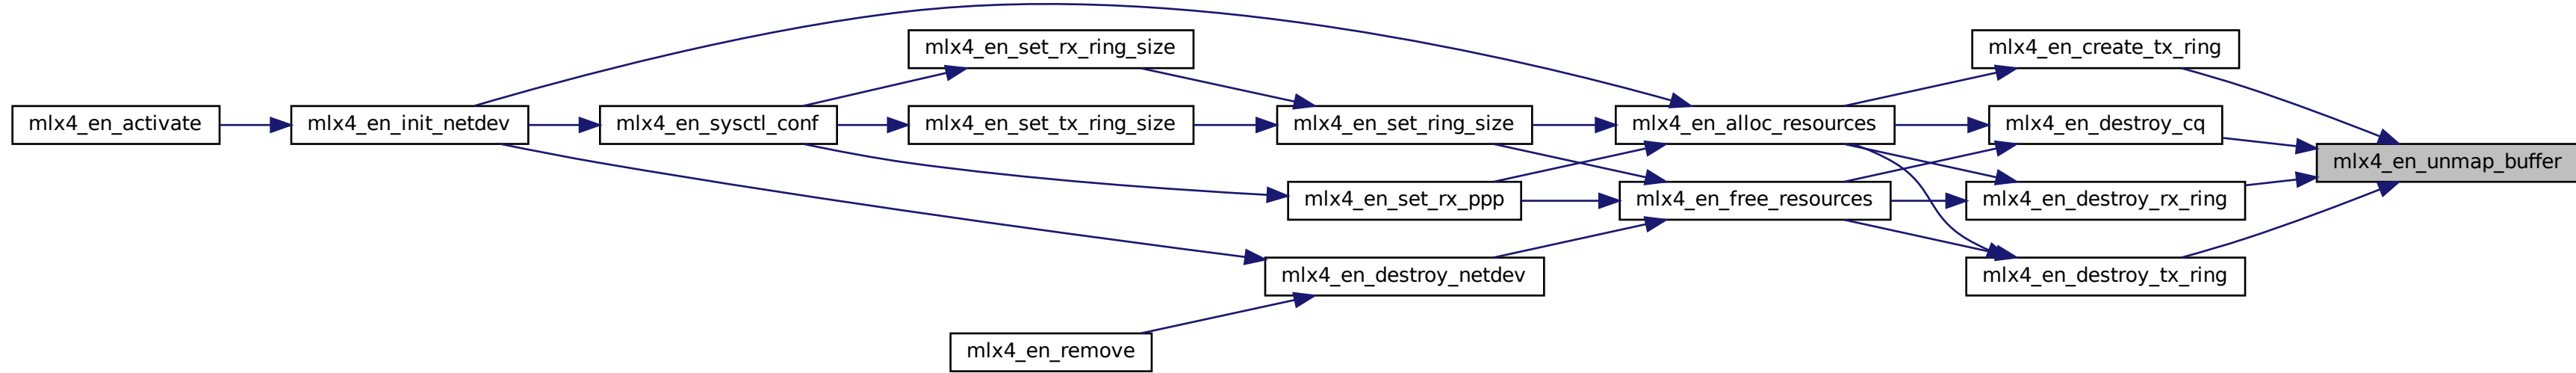 mlx4_en_activate
mlx4_en_init_netdev
mlx4_en_sysctl_conf
mlx4_en_set_rx_ring_size
mlx4_en_set_tx_ring_size
mlx4_en_set_ring_size
mlx4_en_set_rx_ppp
mlx4_en_destroy_netdev
mlx4_en_remove
mlx4_en_alloc_resources
mlx4_en_free_resources
mlx4_en_create_tx_ring
mlx4_en_destroy_cq
mlx4_en_destroy_rx_ring
mlx4_en_destroy_tx_ring
mlx4_en_unmap_buffer